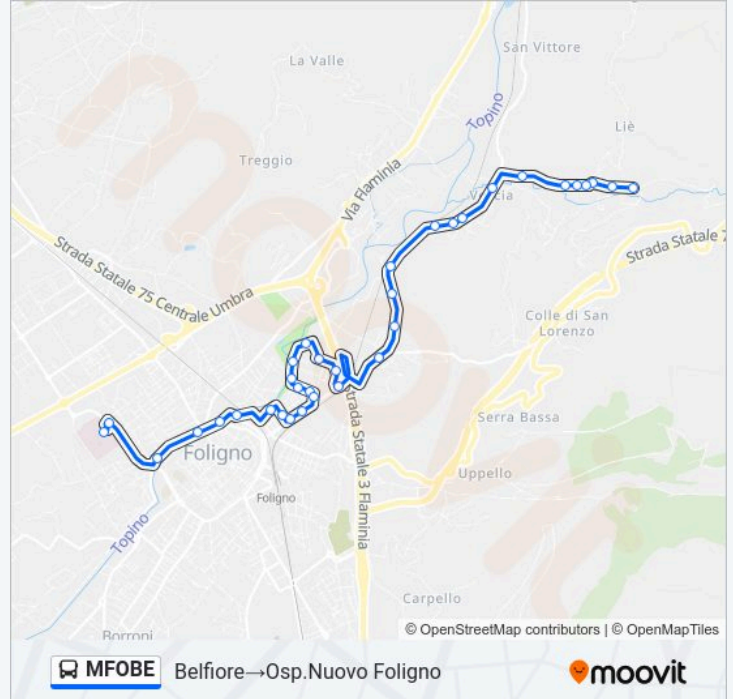 San Vittore
La Valle
Topino
Liè
Treggio
Via Flaminia
Strada Statale 75 Centrale Umbra
Strada Statale 7
Colle di San
Lorenzo
Strada Statale 3 Flaminia
Serra Bassa
Foligno
Uppello
Foligno
Topino
Carpello
Borroni
© OpenStreetMap contributors | © OpenMapTiles
MFOBE Belfiore→Osp.Nuovo Foligno
moovit